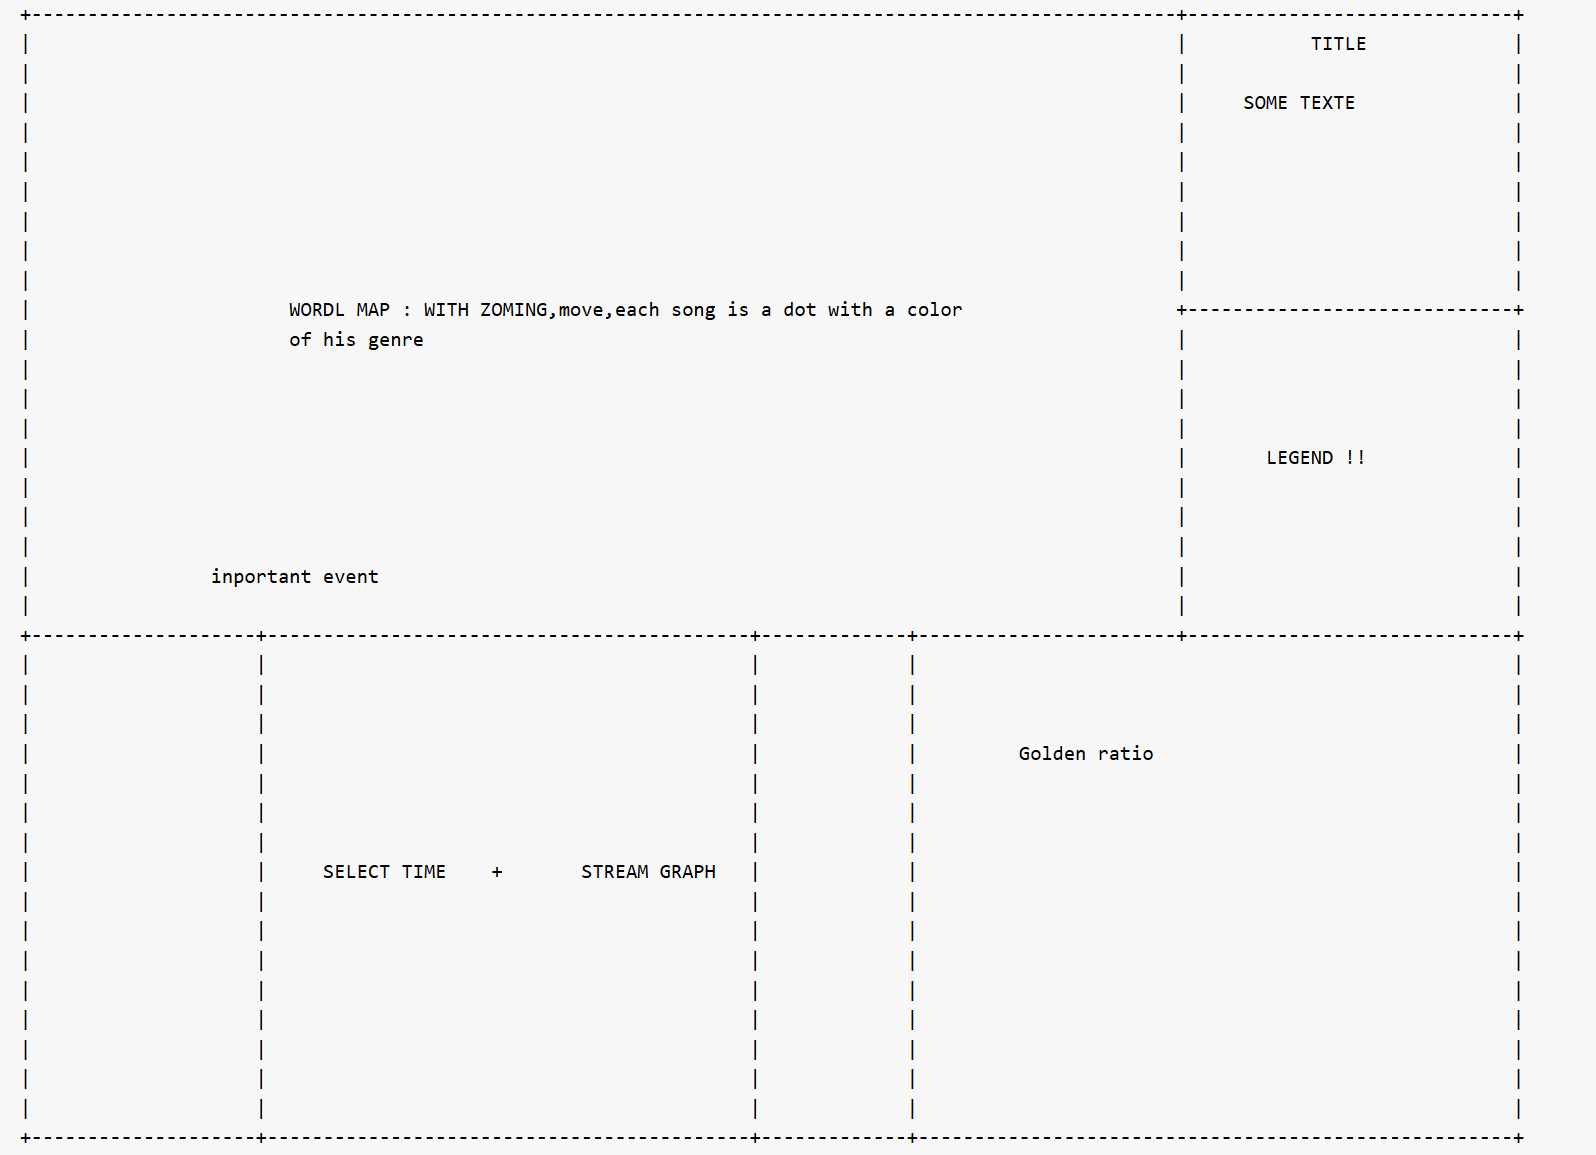 TITLE
SOME TEXTE
WORDL MAP : WITH ZOMING,move,each song is a dot with a color
of his genre
LEGEND !!
inportant event
Golden ratio
SELECT TIME + STREAM GRAPH